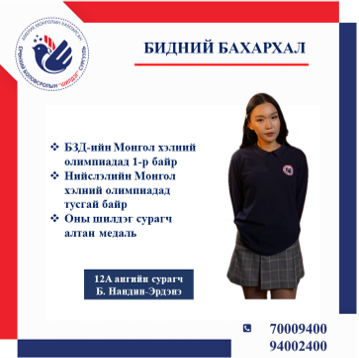 БИДНИЙ БАХАРХАЛ
БЗД-ийн Монгол хэлний
олимпиадад 1-р байр
Нийслэлийн Монгол
хэлний олимпиадад
тусгай байр
Оны шилдэг сурагч
алтан медаль
12А ангийн сурагч
Б. Нандин-Эрдэнэ
70009400
94002400